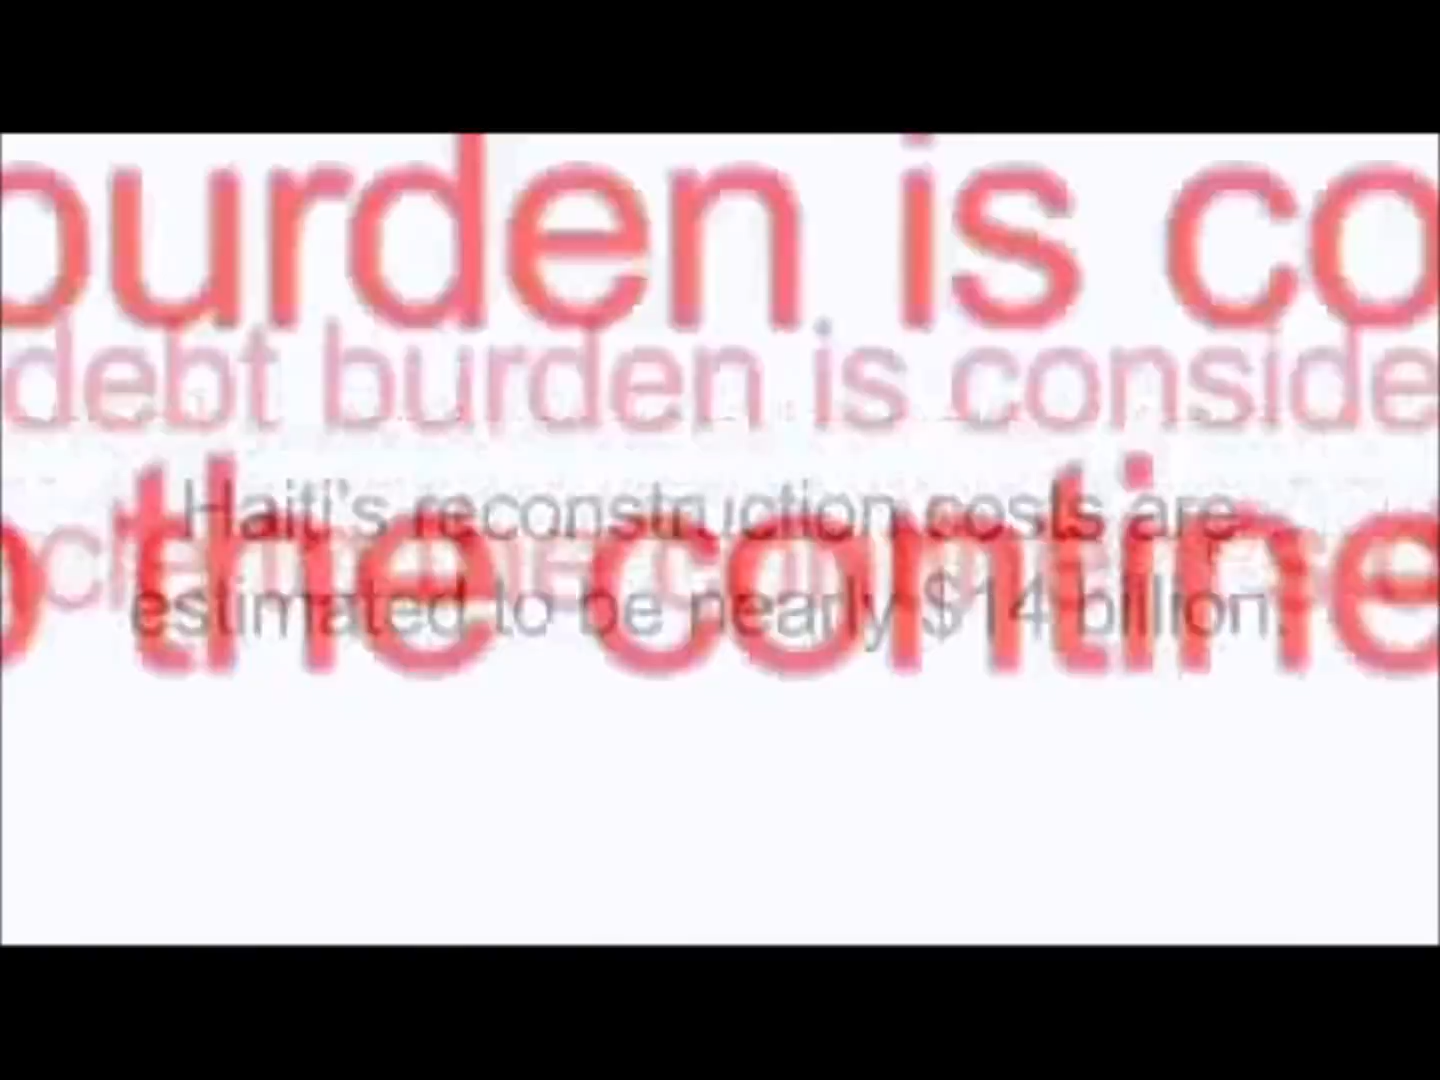 burden is co
debt burden is conside
the contine
Haiti's reconstruction costs are
estimated to be nearly $14 billion.